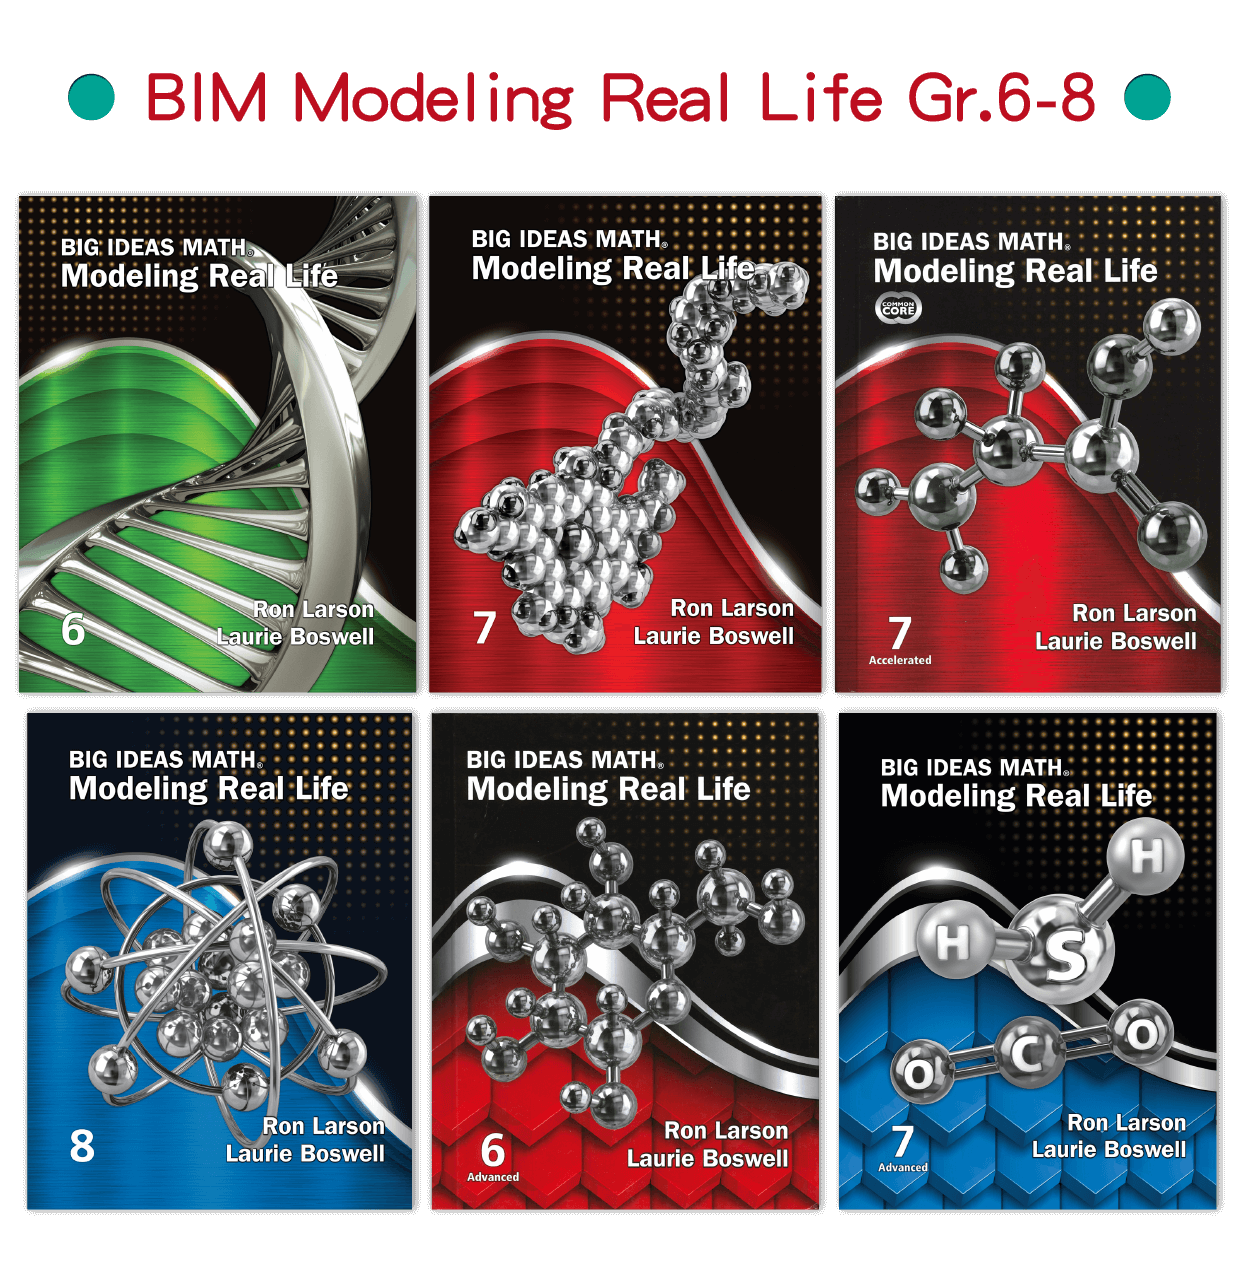 BIM Modeling Real Life Gr.6-8
BIG IDEAS MATH®
Modeling Real Life
Ron Larson
Laurie Boswell
6
BIG IDEAS MATH®
Modeling Real Life
Ron Larson
Laurie Boswell
7
BIG IDEAS MATH®
Modeling Real Life
COMMON
CORE
Ron Larson
Laurie Boswell
7
Accelerated
BIG IDEAS MATH®
Modeling Real Life
Ron Larson
Laurie Boswell
8
BIG IDEAS MATH®
Modeling Real Life
Ron Larson
Laurie Boswell
6
Advanced
BIG IDEAS MATH®
Modeling Real Life
H
H S
O C O
Ron Larson
Laurie Boswell
7
Advanced